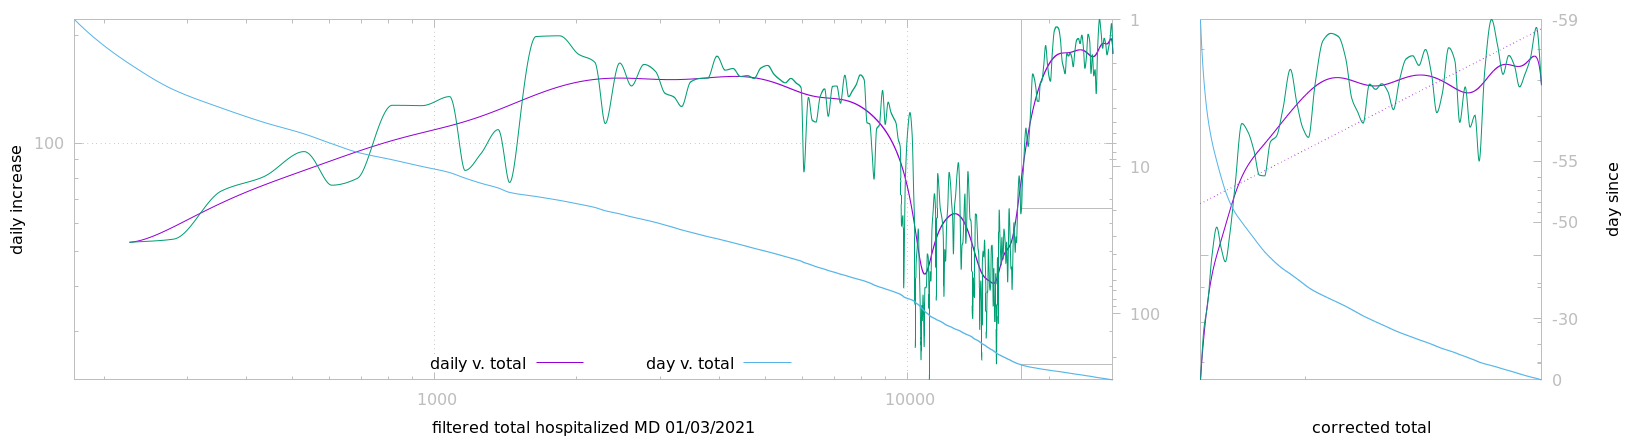 1
-59
100
10
-55
daily increase
day since
-50
100
-30
daily v. total
day v. total
0
1000
10000
filtered total hospitalized MD 01/03/2021
corrected total